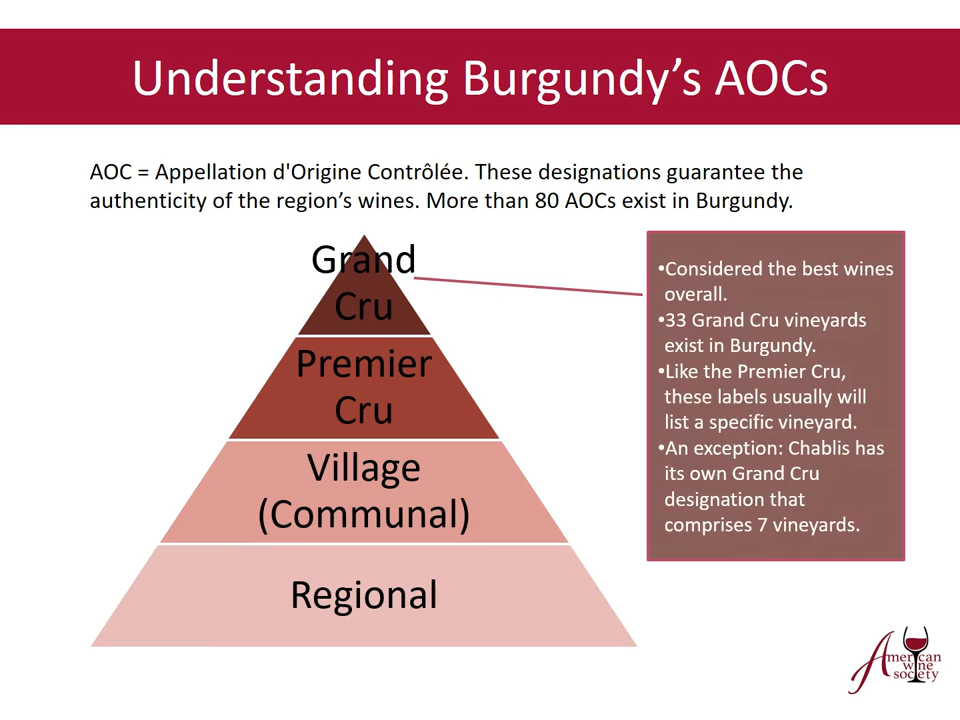 Understanding Burgundy’s AOCs
AOC = Appellation d'Origine Contrôlée. These designations guarantee the
authenticity of the region’s wines. More than 80 AOCs exist in Burgundy.
Grand
Cru
Premier
Cru
Village
(Communal)
Regional
•Considered the best wines
overall.
•33 Grand Cru vineyards
exist in Burgundy.
•Like the Premier Cru,
these labels usually will
list a specific vineyard.
•An exception: Chablis has
its own Grand Cru
designation that
comprises 7 vineyards.
American
wine
society